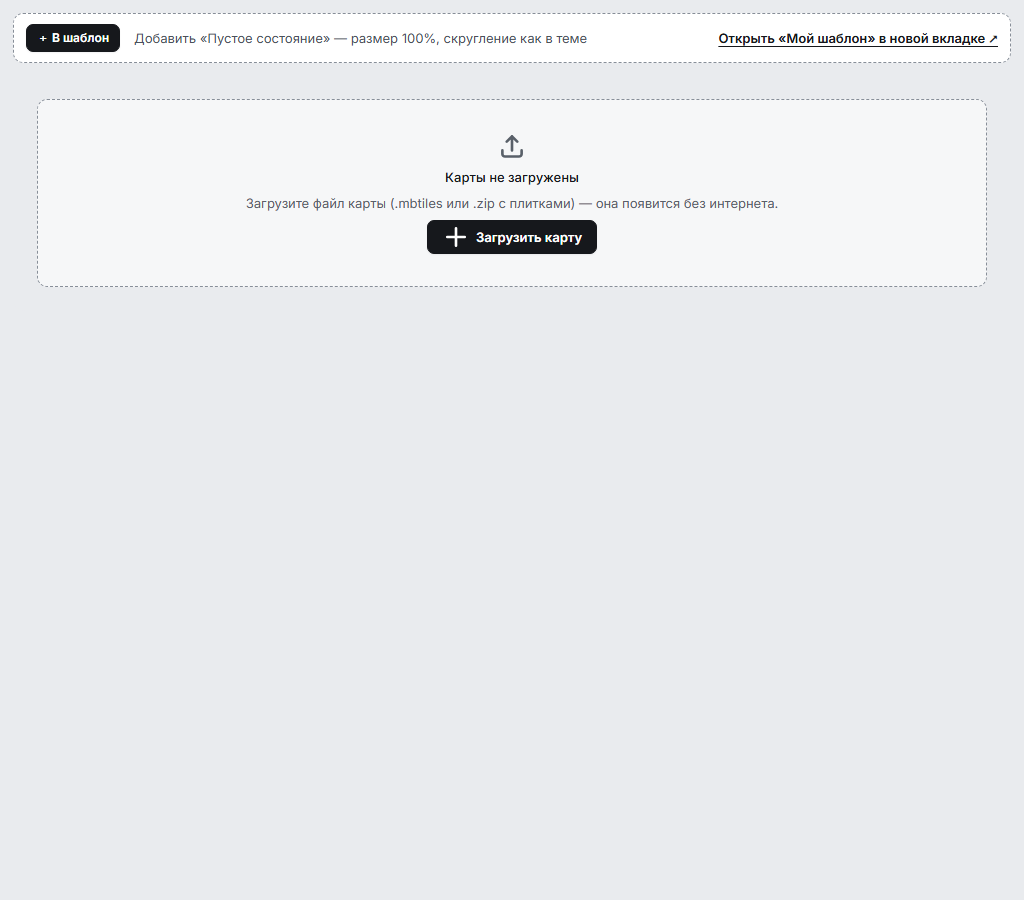 + В шаблон
Добавить «Пустое состояние» — размер 100%, скругление как в теме
Открыть «Мой шаблон» в новой вкладке ↗
Карты не загружены
Загрузите файл карты (.mbtiles или .zip с плитками) — она появится без интернета.
Загрузить карту